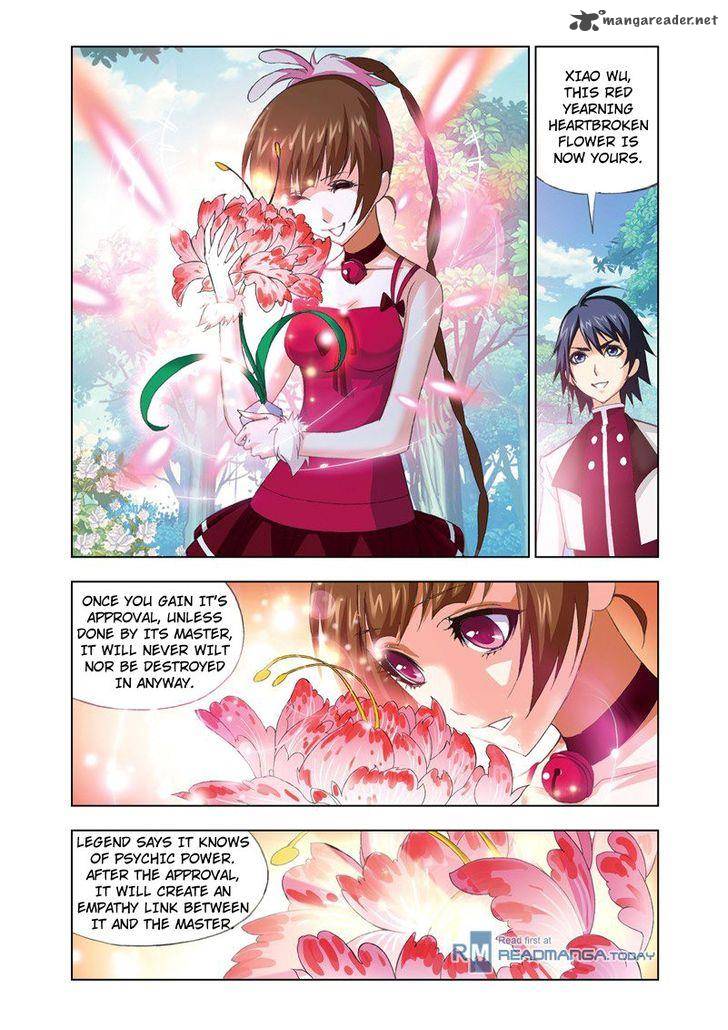 mangareader.net
XIAO WU,
THIS RED
YEARNING
HEARTBROKEN
FLOWER IS
NOW YOURS.
ONCE YOU GAIN IT'S
APPROVAL, UNLESS
DONE BY ITS MASTER,
IT WILL NEVER WILT
NOR BE DESTROYED
IN ANYWAY.
LEGEND SAYS IT KNOWS
OF PSYCHIC POWER.
AFTER THE APPROVAL,
IT WILL CREATE AN
EMPATHY LINK BETWEEN
IT AND THE MASTER.
RM Read first at
READMANGA.TODAY